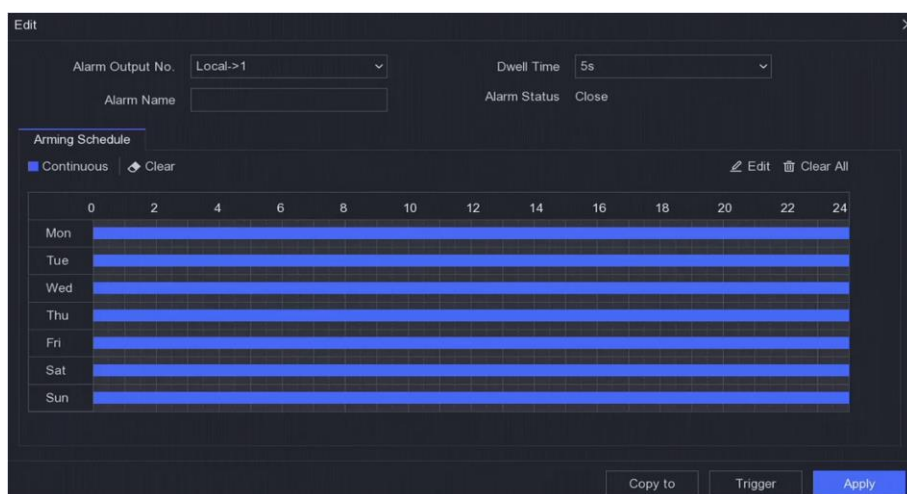 Edit
Alarm Output No. Local->1 Dwell Time 5s
Alarm Name Alarm Status Close
Arming Schedule
Continuous Clear Edit Clear All
0 2 4 6 8 10 12 14 16 18 20 22 24
Mon
Tue
Wed
Thu
Fri
Sat
Sun
Copy to Trigger Apply